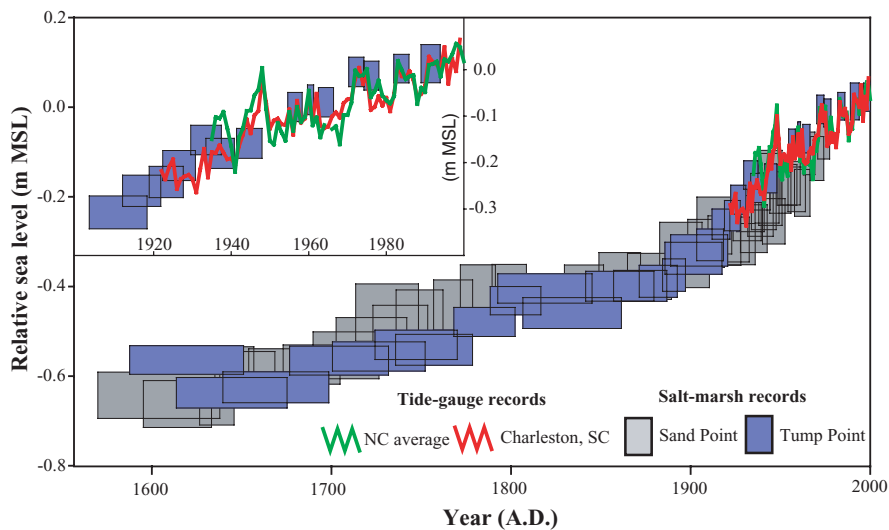 0.2
0.0
-0.2
-0.4
-0.6
-0.8
Relative sea level (m MSL)
0.0
-0.1
-0.2
-0.3
(m MSL)
1920 1940 1960 1980
Tide-gauge records
NC average Charleston, SC
Salt-marsh records
Sand Point Tump Point
1600 1700 1800 1900 2000
Year (A.D.)